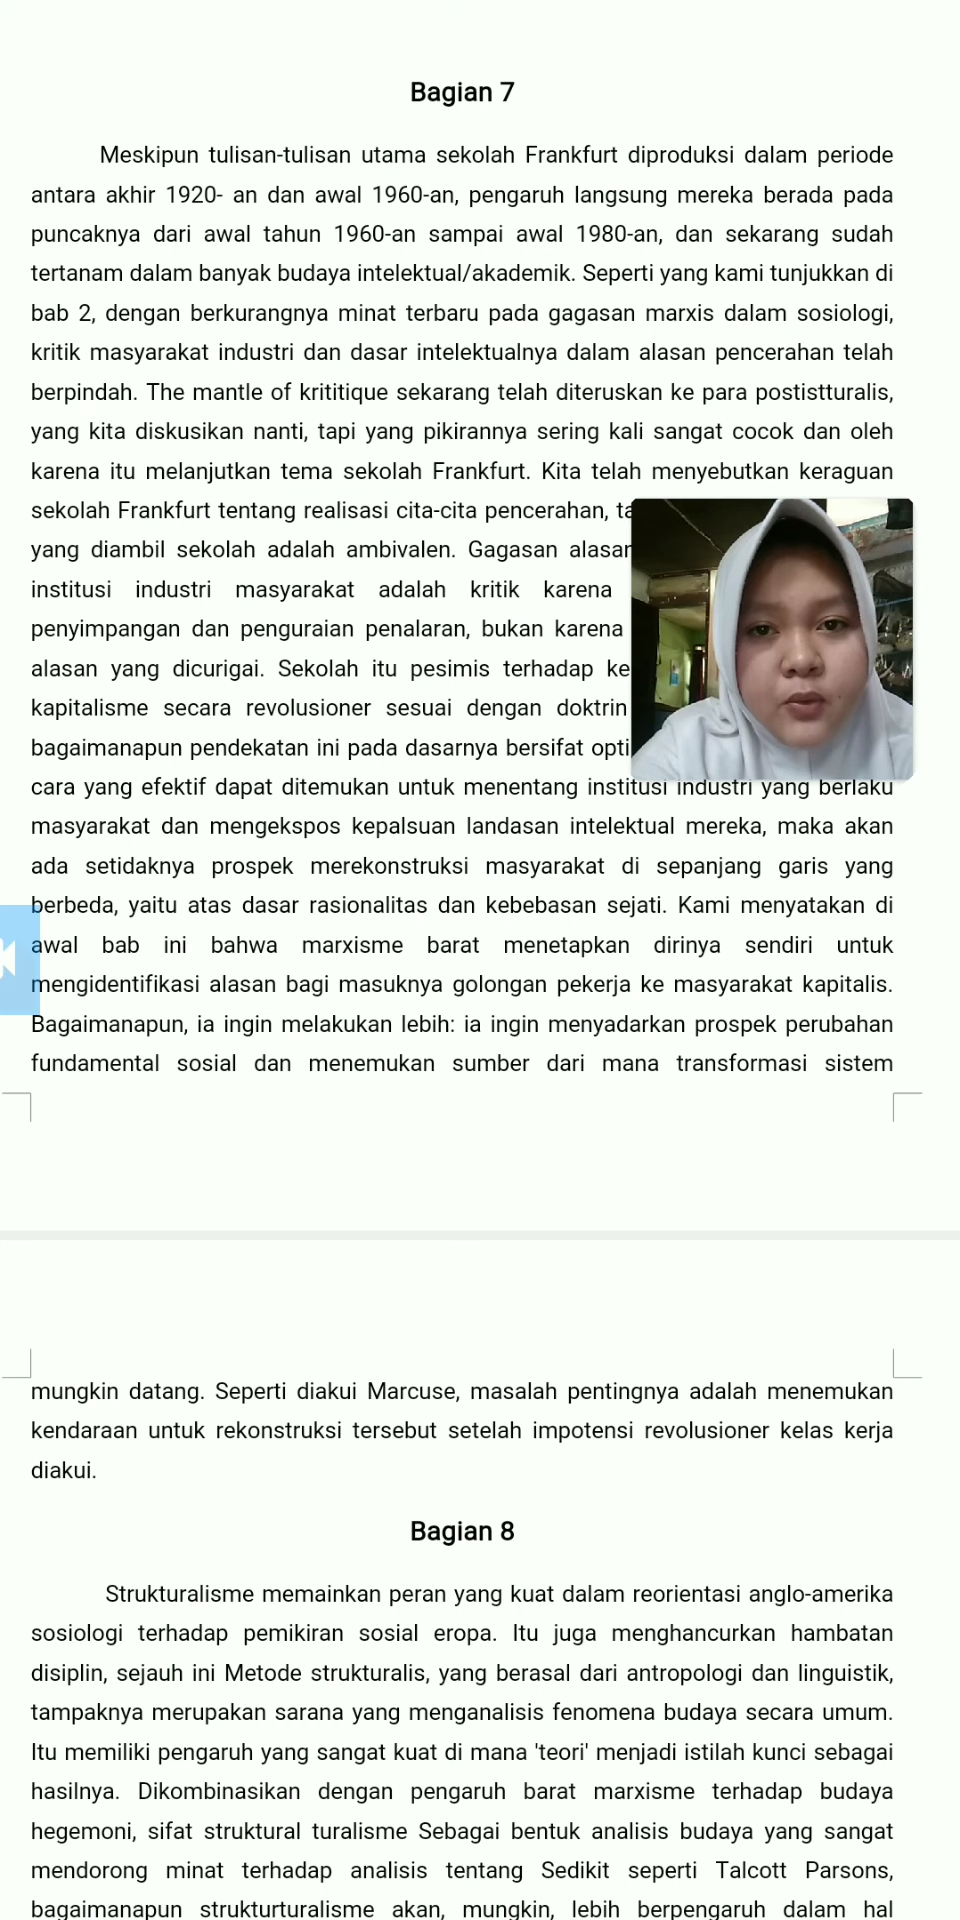 Bagian 7
Meskipun tulisan-tulisan utama sekolah Frankfurt diproduksi dalam periode
antara akhir 1920- an dan awal 1960-an, pengaruh langsung mereka berada pada
puncaknya dari awal tahun 1960-an sampai awal 1980-an, dan sekarang sudah
tertanam dalam banyak budaya intelektual/akademik. Seperti yang kami tunjukkan di
bab 2, dengan berkurangnya minat terbaru pada gagasan marxis dalam sosiologi,
kritik masyarakat industri dan dasar intelektualnya dalam alasan pencerahan telah
berpindah. The mantle of krititique sekarang telah diteruskan ke para postistturalis,
yang kita diskusikan nanti, tapi yang pikirannya sering kali sangat cocok dan oleh
karena itu melanjutkan tema sekolah Frankfurt. Kita telah menyebutkan keraguan
sekolah Frankfurt tentang realisasi cita-cita pencerahan,
yang diambil sekolah adalah ambivalen. Gagasan alasan
institusi industri masyarakat adalah kritik karena
penyimpangan dan penguraian penalaran, bukan karena
alasan yang dicurigai. Sekolah itu pesimis terhadap
kapitalisme secara revolusioner sesuai dengan doktrin
bagaimanapun pendekatan ini pada dasarnya bersifat
cara yang efektif dapat ditemukan untuk menentang institusi industri yang berlaku
masyarakat dan mengekspos kepalsuan landasan intelektual mereka, maka akan
ada setidaknya prospek merekonstruksi masyarakat di sepanjang garis yang
berbeda, yaitu atas dasar rasionalitas dan kebebasan sejati. Kami menyatakan di
awal bab ini bahwa marxisme barat menetapkan dirinya sendiri untuk
mengidentifikasi alasan bagi masuknya golongan pekerja ke masyarakat kapitalis.
Bagaimanapun, ia ingin melakukan lebih: ia ingin menyadarkan prospek perubahan
fundamental sosial dan menemukan sumber dari mana transformasi sistem
mungkin datang. Seperti diakui Marcuse, masalah pentingnya adalah menemukan
kendaraan untuk rekonstruksi tersebut setelah impotensi revolusioner kelas kerja
diakui.
Bagian 8
Strukturalisme memainkan peran yang kuat dalam reorientasi anglo-amerika
sosiologi terhadap pemikiran sosial eropa. Itu juga menghancurkan hambatan
disiplin, sejauh ini Metode strukturalis, yang berasal dari antropologi dan linguistik,
tampaknya merupakan sarana yang menganalisis fenomena budaya secara umum.
Itu memiliki pengaruh yang sangat kuat di mana 'teori' menjadi istilah kunci sebagai
hasilnya. Dikombinasikan dengan pengaruh barat marxisme terhadap budaya
hegemoni, sifat struktural turalisme Sebagai bentuk analisis budaya yang sangat
mendorong minat terhadap analisis tentang Sedikit seperti Talcott Parsons,
bagaimanapun strukturturalisme akan, mungkin, lebih berpengaruh dalam hal